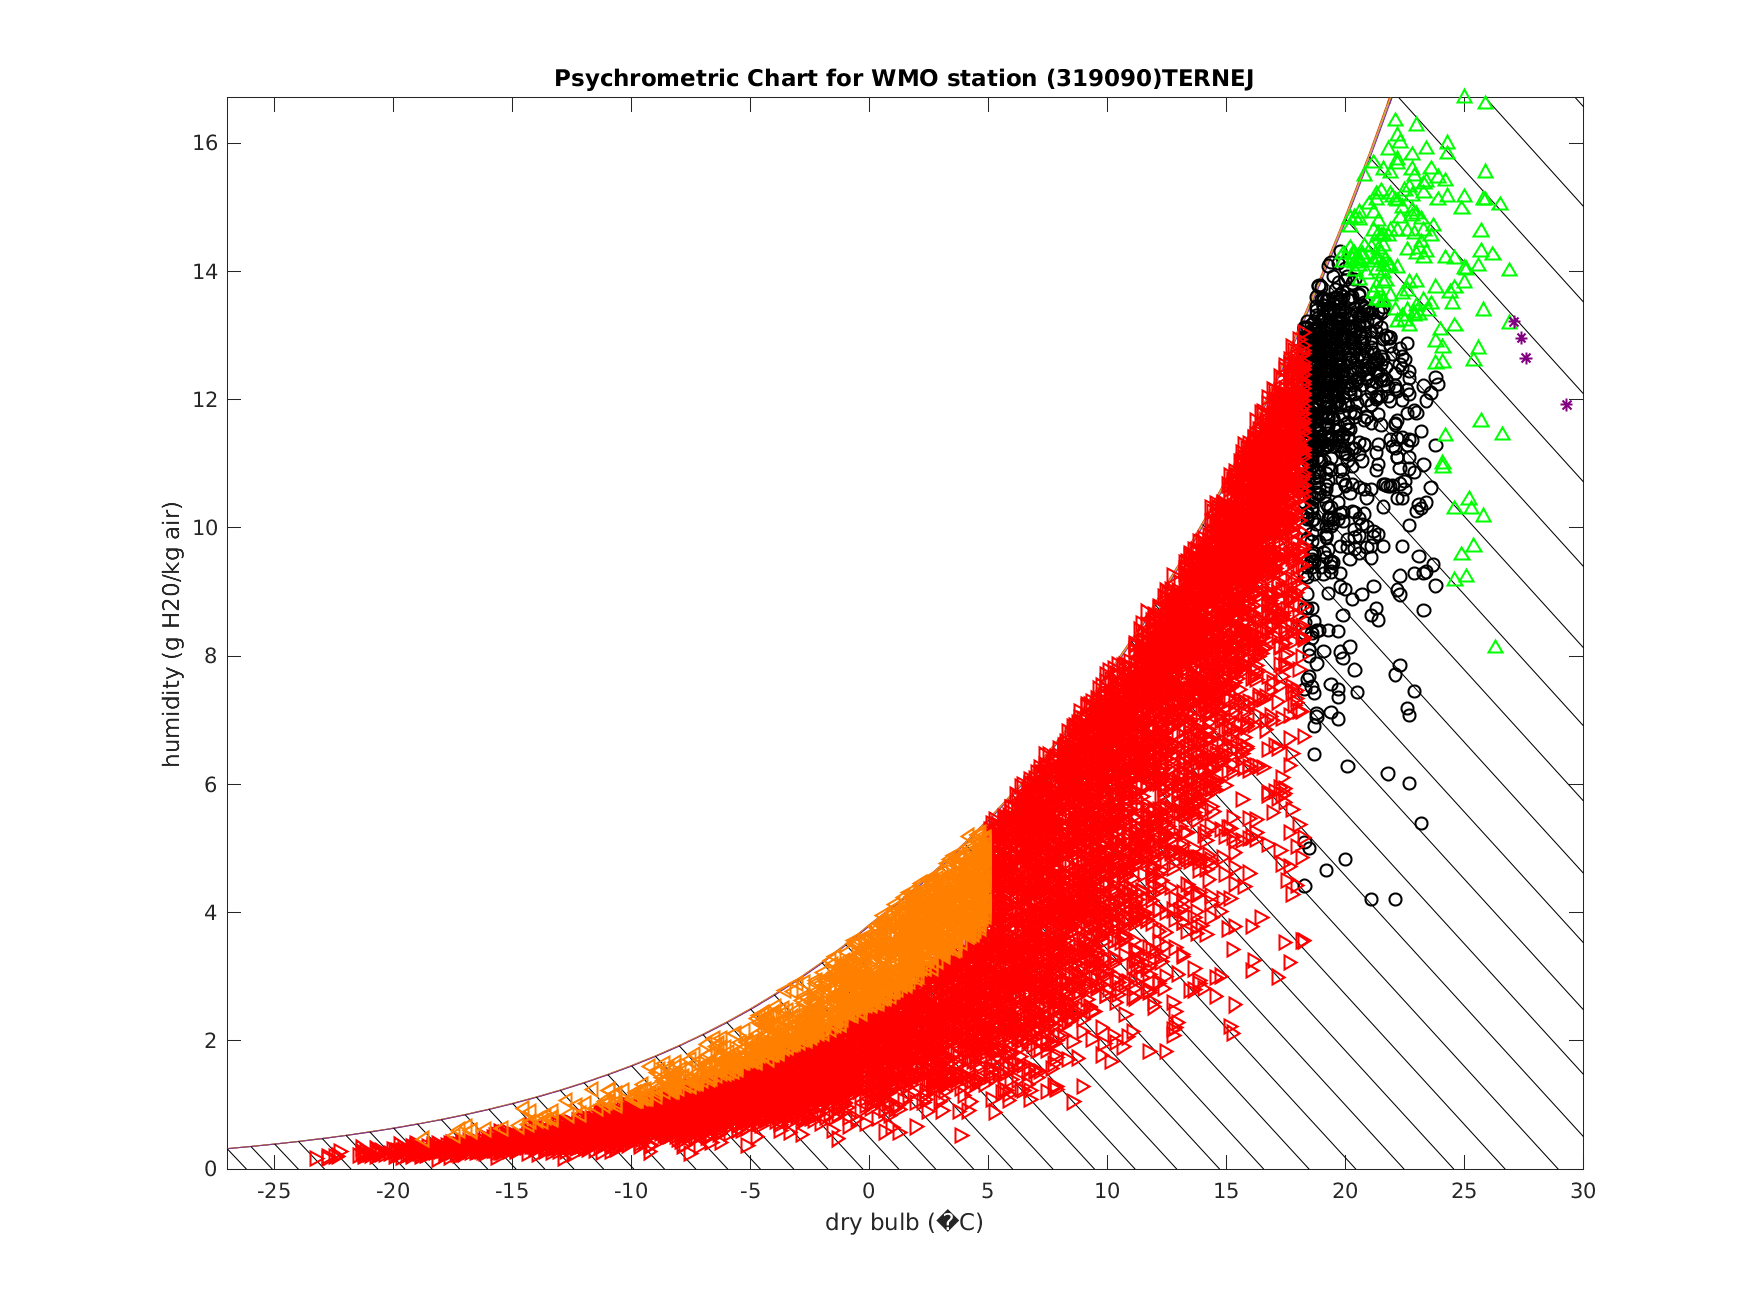 Psychrometric Chart for WMO station (319090)TERNEJ
humidity (g H20/kg air)
16
14
12
10
8
6
4
2
0
-25 -20 -15 -10 -5 0 5 10 15 20 25 30
dry bulb (�C)